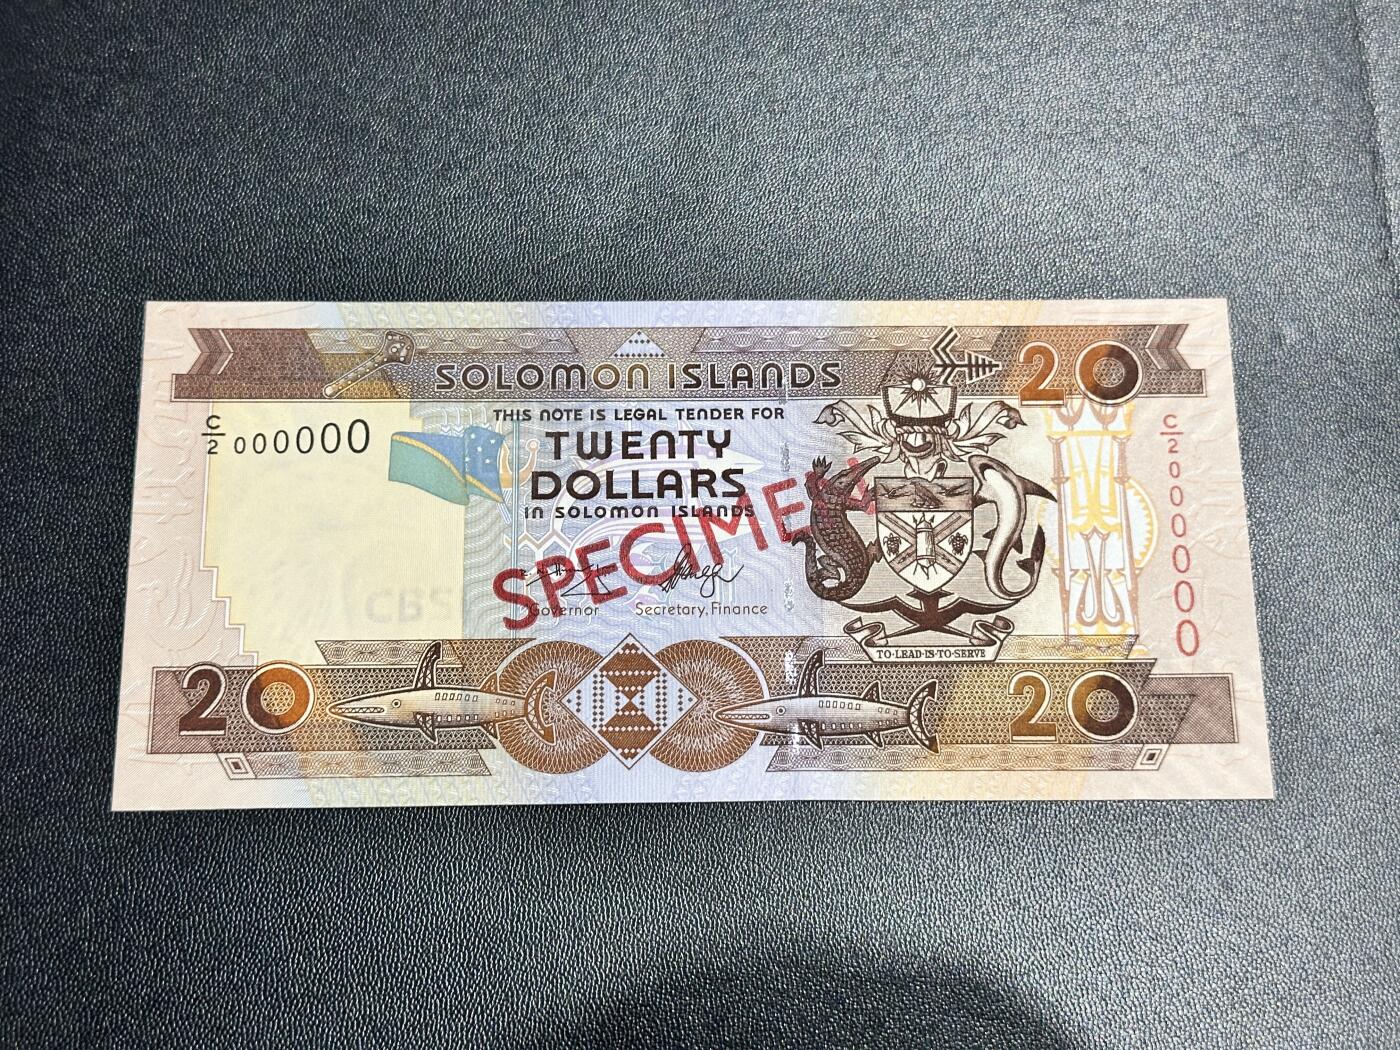 SOLOMON ISLANDS
20
C/2 000000
THIS NOTE IS LEGAL TENDER FOR
TWENTY
DOLLARS
IN SOLOMON ISLANDS
SPECIMEN
Governor
Secretary, Finance
TO·LEAD·IS·TO·SERVE
C/2 000000
20
20
CBSI